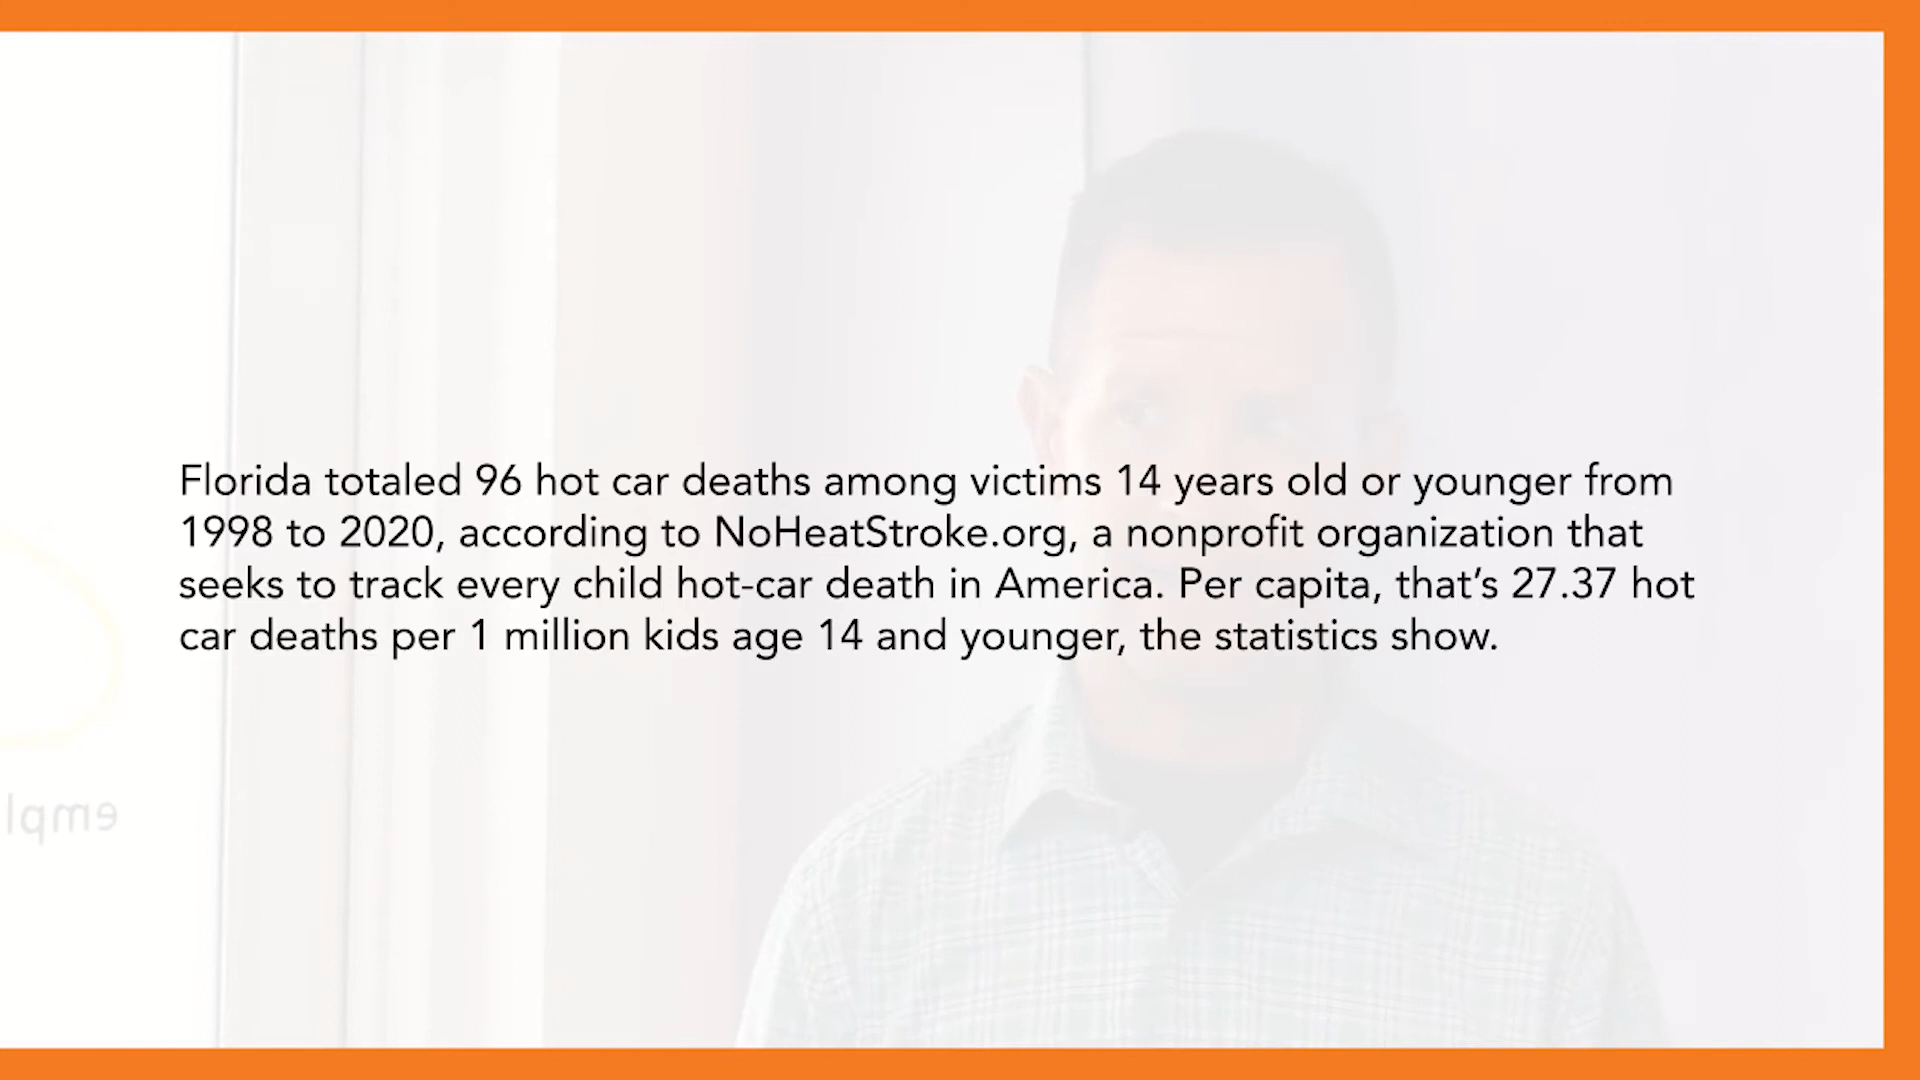 Florida totaled 96 hot car deaths among victims 14 years old or younger from
1998 to 2020, according to NoHeatStroke.org, a nonprofit organization that
seeks to track every child hot-car death in America. Per capita, that’s 27.37 hot
car deaths per 1 million kids age 14 and younger, the statistics show.